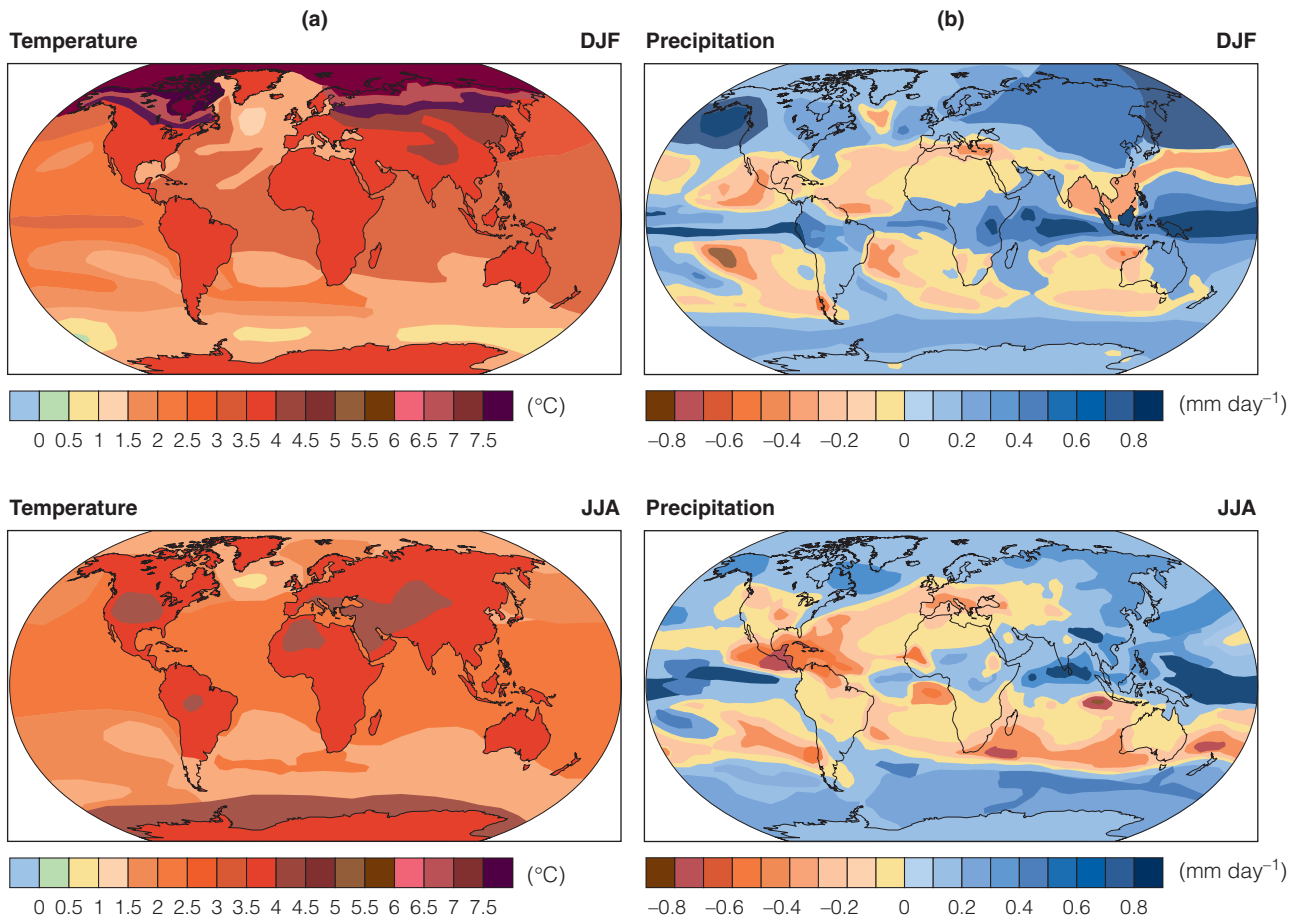 (a)
(b)
Temperature DJF
Precipitation DJF
(°C)
0 0.5 1 1.5 2 2.5 3 3.5 4 4.5 5 5.5 6 6.5 7 7.5
(mm day⁻¹)
−0.8 −0.6 −0.4 −0.2 0 0.2 0.4 0.6 0.8
Temperature JJA
Precipitation JJA
(°C)
0 0.5 1 1.5 2 2.5 3 3.5 4 4.5 5 5.5 6 6.5 7 7.5
(mm day⁻¹)
−0.8 −0.6 −0.4 −0.2 0 0.2 0.4 0.6 0.8